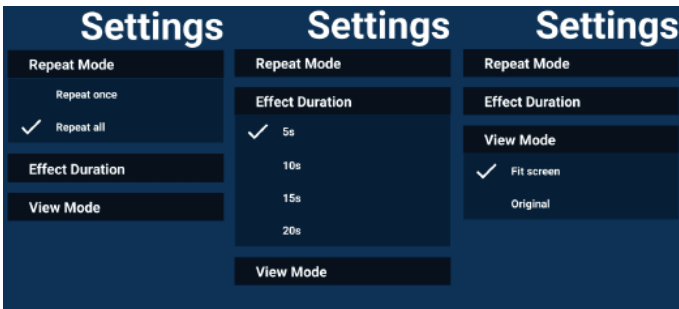 Settings
Repeat Mode
Repeat once
Repeat all
Effect Duration
View Mode
Settings
Repeat Mode
Effect Duration
5s
10s
15s
20s
View Mode
Settings
Repeat Mode
Effect Duration
View Mode
Fit screen
Original